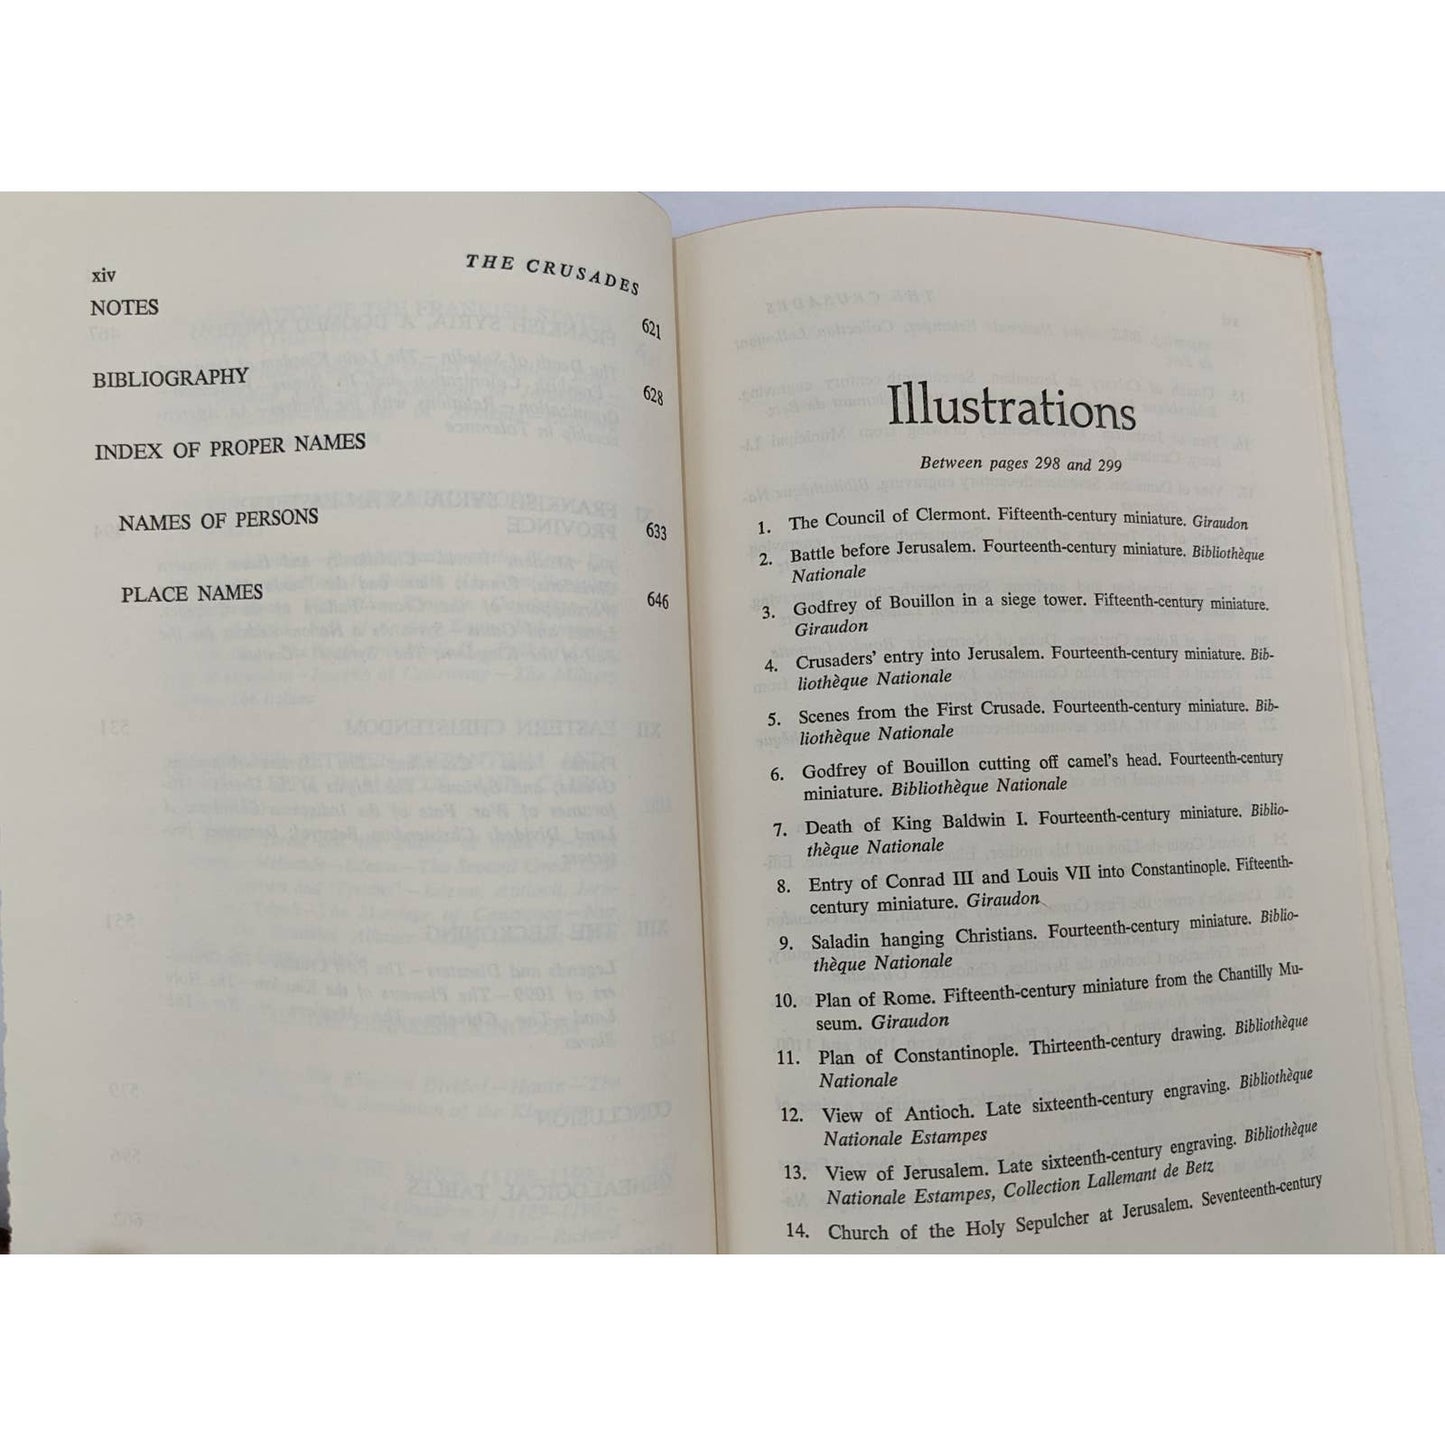 xiv
THE CRUSADES
NOTES 621
BIBLIOGRAPHY 628
INDEX OF PROPER NAMES
NAMES OF PERSONS 633
PLACE NAMES 646
Illustrations
Between pages 298 and 299
1. The Council of Clermont. Fifteenth-century miniature. Giraudon
2. Battle before Jerusalem. Fourteenth-century miniature. Bibliothèque
Nationale
3. Godfrey of Bouillon in a siege tower. Fifteenth-century miniature.
Giraudon
4. Crusaders' entry into Jerusalem. Fourteenth-century miniature. Bib-
liothèque Nationale
5. Scenes from the First Crusade. Fourteenth-century miniature. Bib-
liothèque Nationale
6. Godfrey of Bouillon cutting off camel's head. Fourteenth-century
miniature. Bibliothèque Nationale
7. Death of King Baldwin I. Fourteenth-century miniature. Biblio-
thèque Nationale
8. Entry of Conrad III and Louis VII into Constantinople. Fifteenth-
century miniature. Giraudon
9. Saladin hanging Christians. Fourteenth-century miniature. Biblio-
thèque Nationale
10. Plan of Rome. Fifteenth-century miniature from the Chantilly Mu-
seum. Giraudon
11. Plan of Constantinople. Thirteenth-century drawing. Bibliothèque
Nationale
12. View of Antioch. Late sixteenth-century engraving. Bibliothèque
Nationale Estampes
13. View of Jerusalem. Late sixteenth-century engraving. Bibliothèque
Nationale Estampes, Collection Lallemant de Betz
14. Church of the Holy Sepulcher at Jerusalem. Seventeenth-century